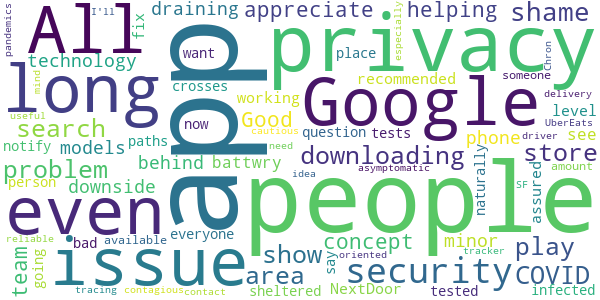 pandemics
All
I'll
draining
fix
technology
appreciate
helping
shame
privacy
especially
want
place
Chron
long
app
crosses
recommended
someone
mind
working
Google
delivery
useful
search
Good
level
now
UberEats
notify
models
paths
question
tests
phone
driver
see
cautious
need
problem
behind
battwry
downloading
store
person
downside
idea
asymptomatic
naturally
amount
even
people
SF
assured
everyone
bad
available
reliable
issue
show
concept
minor
play
team
going
area
say
oriented
tracker
security
COVID
tracing
contagious
contact
sheltered
NextDoor
tested
infected